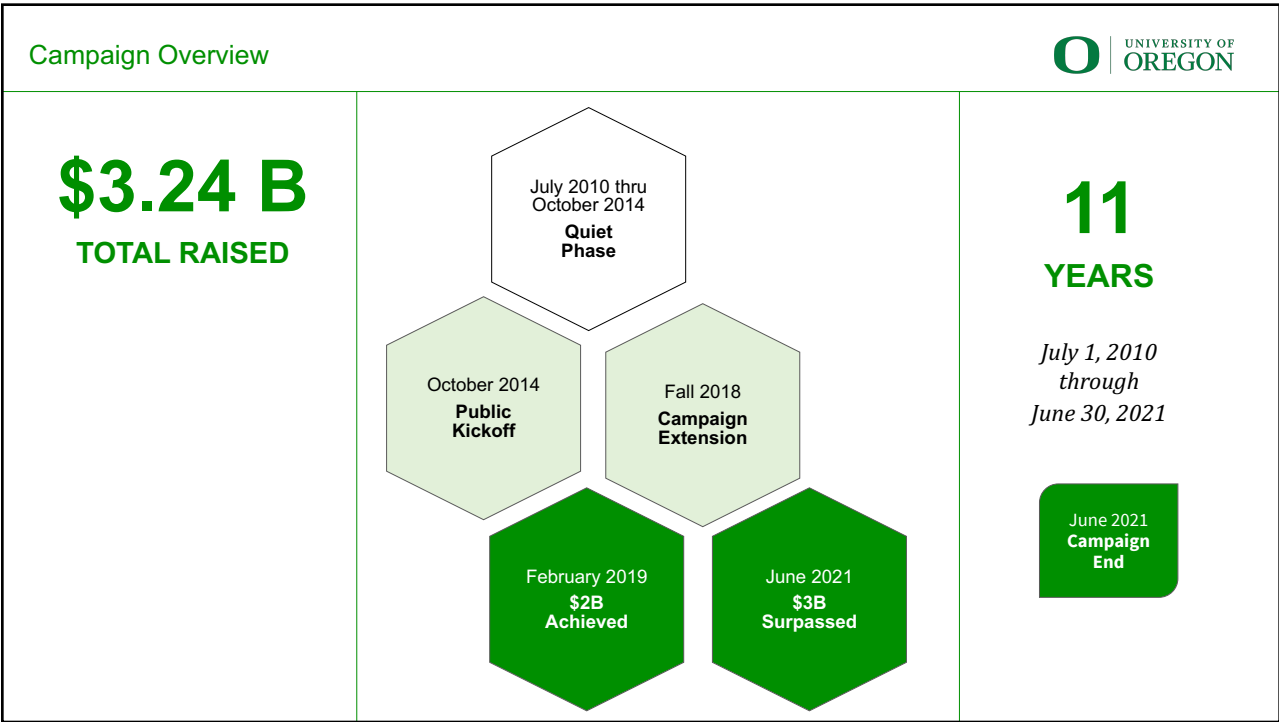 Campaign Overview
UNIVERSITY OF
OREGON
$3.24 B
TOTAL RAISED
July 2010 thru
October 2014
Quiet
Phase
October 2014
Public
Kickoff
Fall 2018
Campaign
Extension
February 2019
$2B
Achieved
June 2021
$3B
Surpassed
11
YEARS
July 1, 2010
through
June 30, 2021
June 2021
Campaign
End